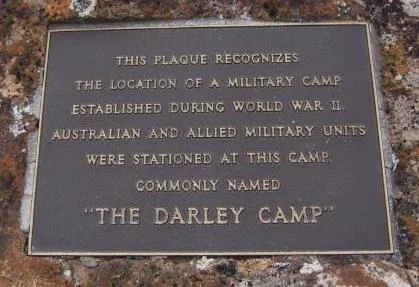 THIS PLAQUE RECOGNIZES
THE LOCATION OF A MILITARY CAMP
ESTABLISHED DURING WORLD WAR II.
AUSTRALIAN AND ALLIED MILITARY UNITS
WERE STATIONED AT THIS CAMP,
COMMONLY NAMED
"THE DARLEY CAMP"